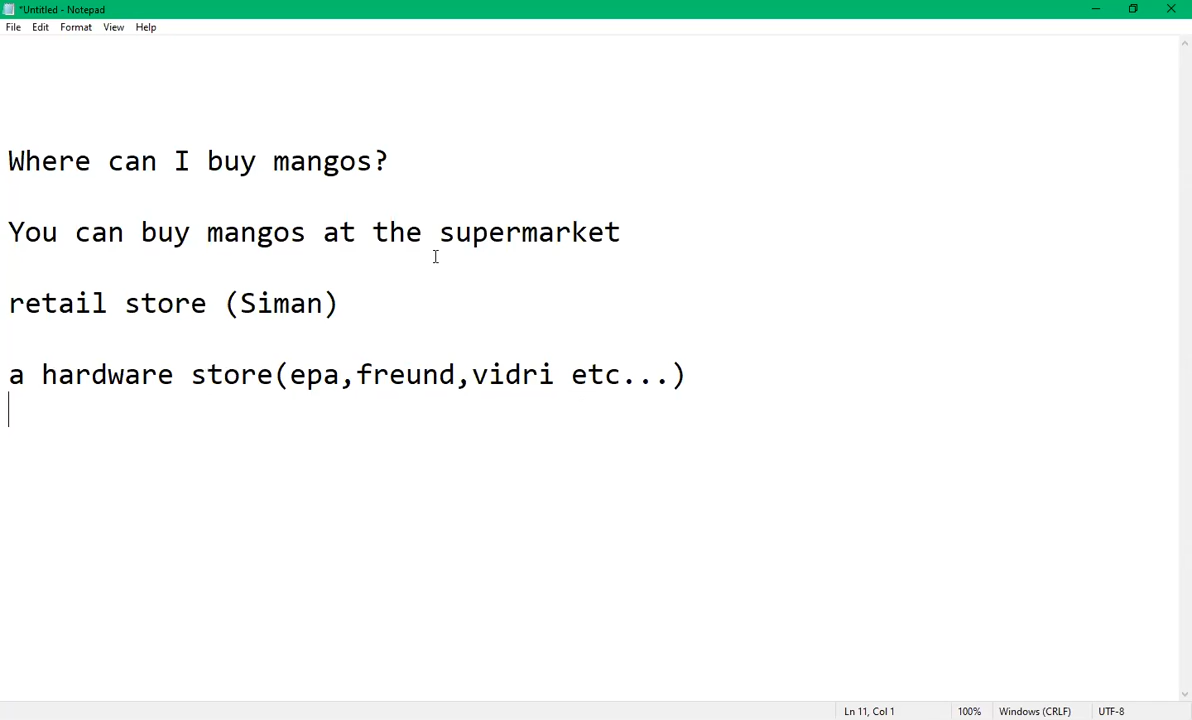 *Untitled - Notepad
File Edit Format View Help
Where can I buy mangos?
You can buy mangos at the supermarket
retail store (Siman)
a hardware store(epa,freund,vidri etc...)
Ln 11, Col 1 100% Windows (CRLF) UTF-8